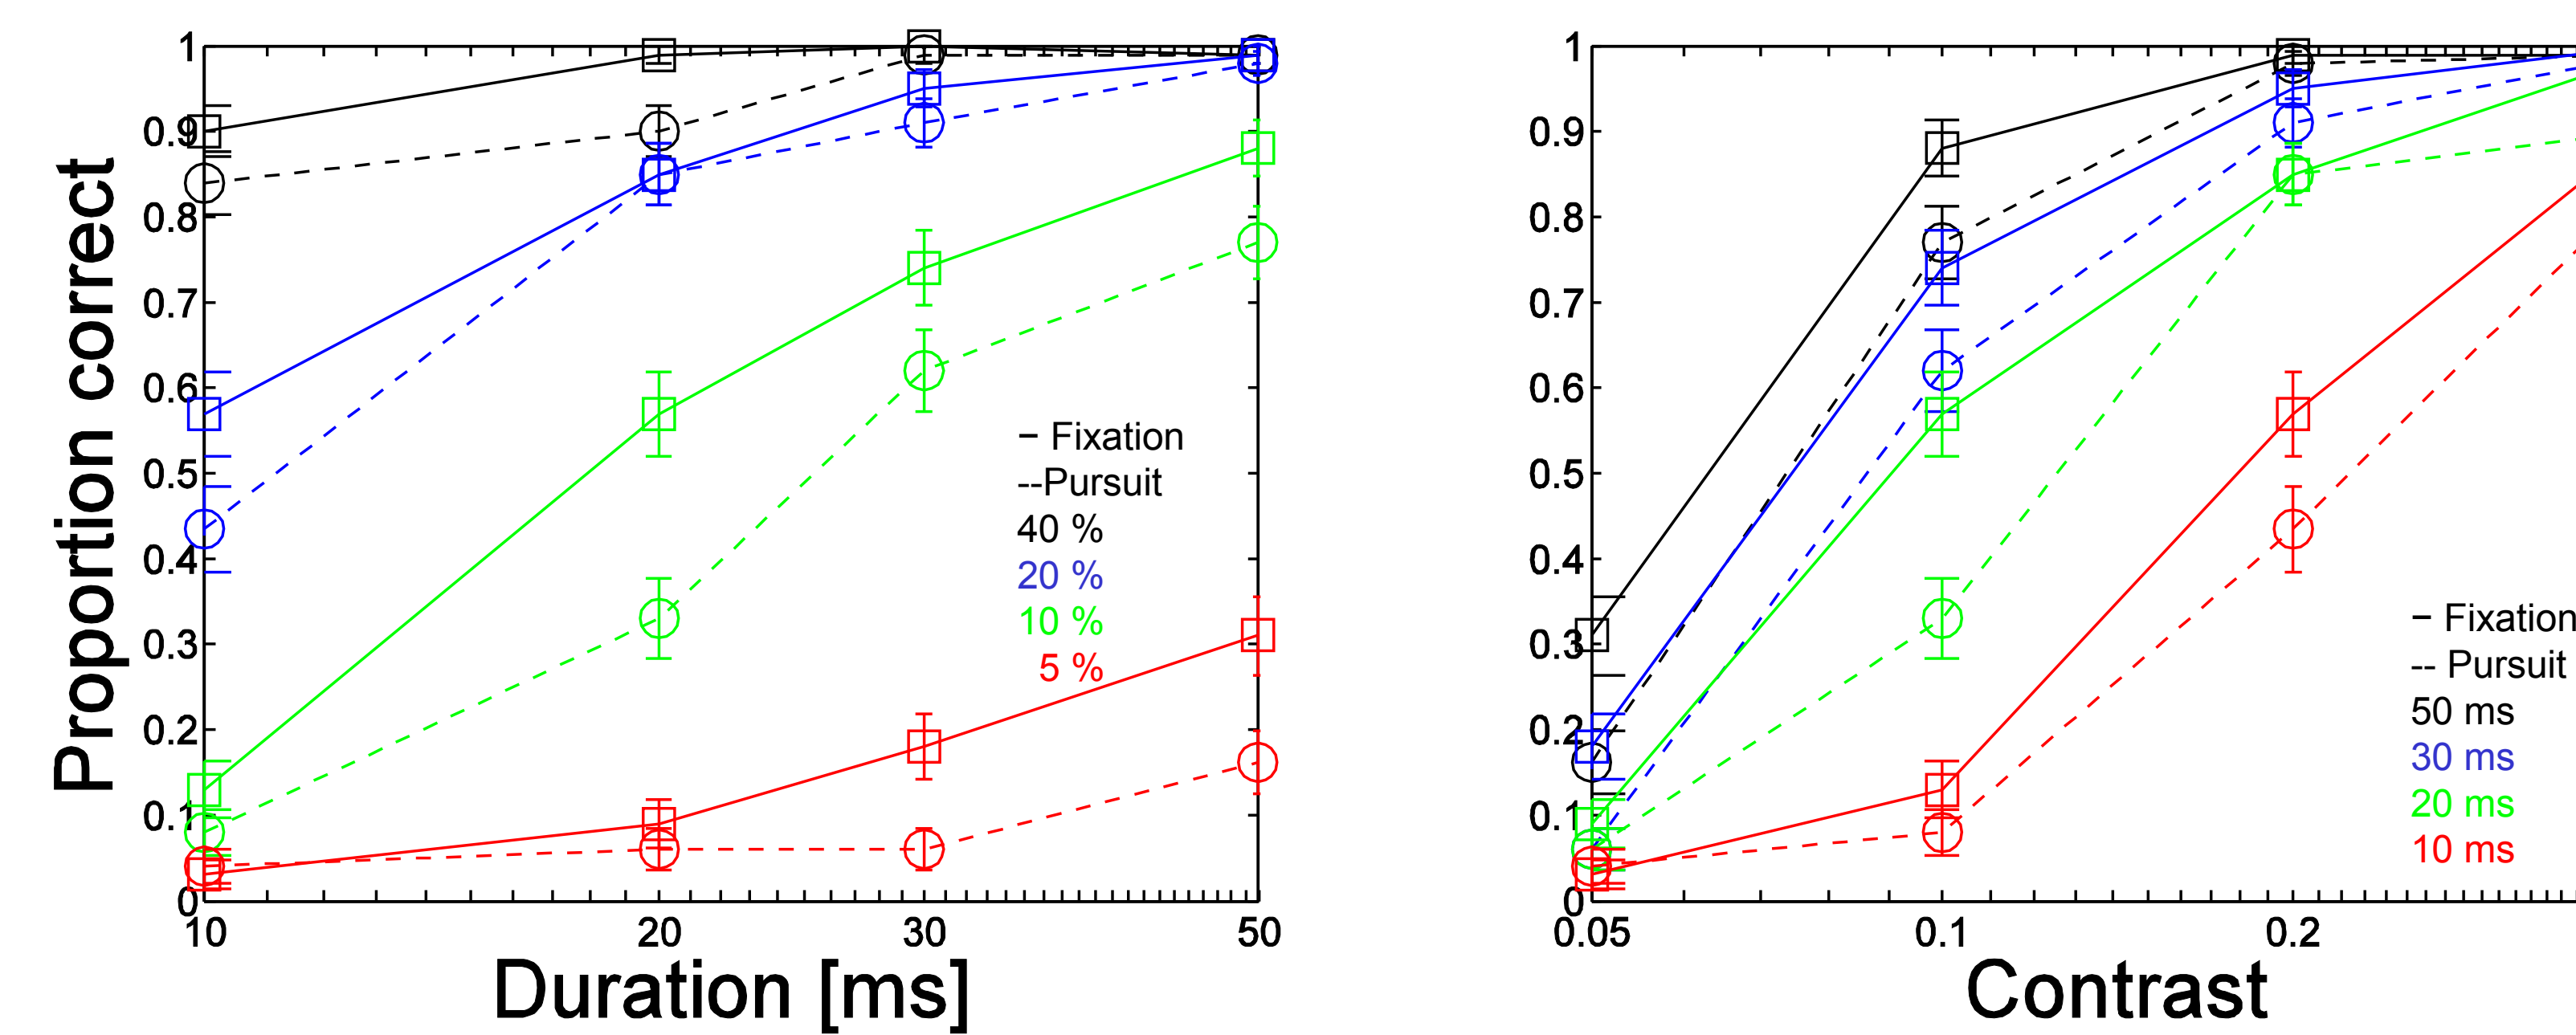 Proportion correct
1
0.9
0.8
0.7
0.6
0.5
0.4
0.3
0.2
0.1
0
10 20 30 50
Duration [ms]
– Fixation
--Pursuit
40 %
20 %
10 %
5 %
1
0.9
0.8
0.7
0.6
0.5
0.4
0.3
0.2
0.1
0
0.05 0.1 0.2
Contrast
– Fixation
-- Pursuit
50 ms
30 ms
20 ms
10 ms